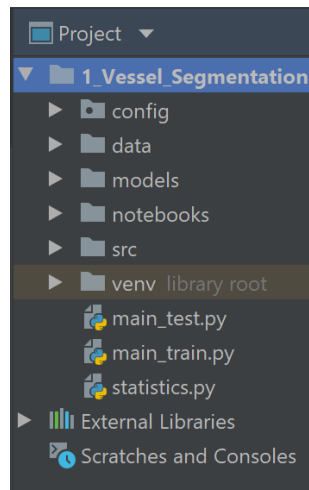 Project
1_Vessel_Segmentation
config
data
models
notebooks
src
venv library root
main_test.py
main_train.py
statistics.py
External Libraries
Scratches and Consoles